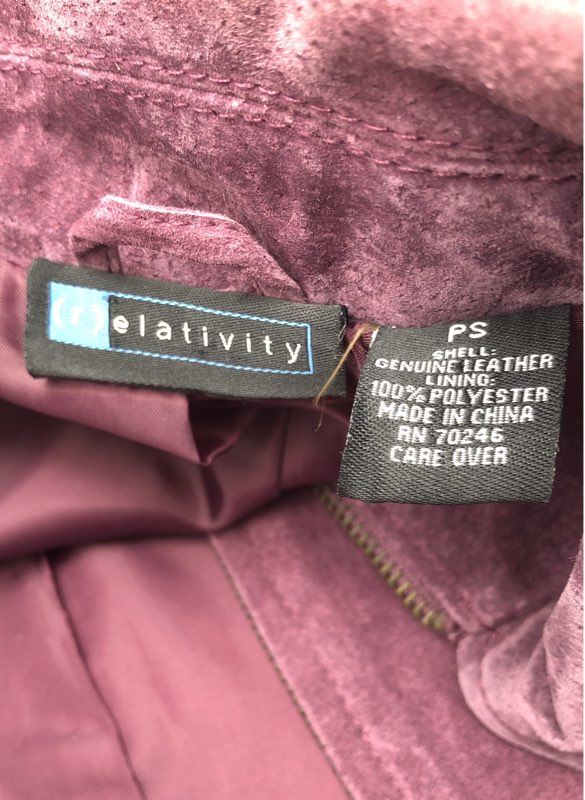 (r)elativity
PS
SHELL:
GENUINE LEATHER
LINING:
100% POLYESTER
MADE IN CHINA
RN 70246
CARE OVER